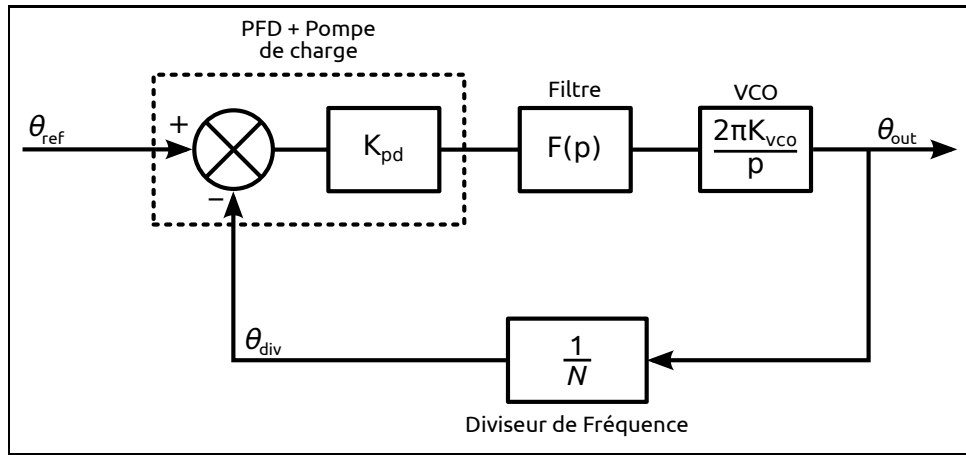 PFD + Pompe
de charge
Filtre
VCO
θref
+
Kpd
F(p)
2πKvco
p
θout
−
θdiv
1
N
Diviseur de Fréquence